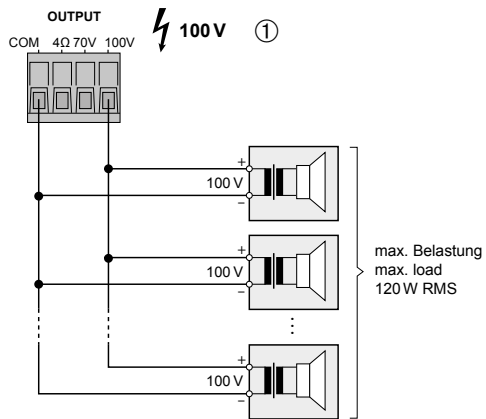 OUTPUT
COM 4Ω 70V 100V
100 V ①
+
100 V
–
+
100 V
–
max. Belastung
max. load
120 W RMS
+
100 V
–